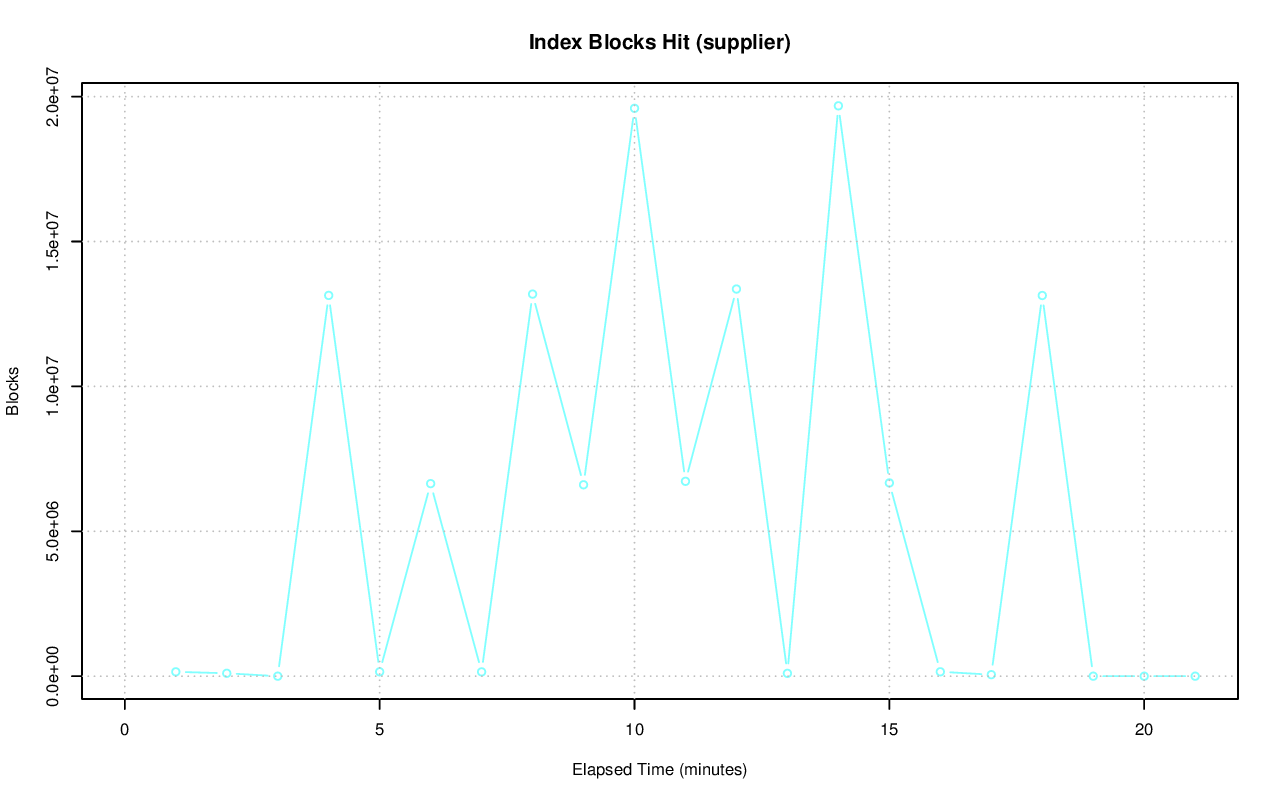 Index Blocks Hit (supplier)
2.0e+07
1.5e+07
1.0e+07
5.0e+06
0.0e+00
Blocks
0 5 10 15 20
Elapsed Time (minutes)